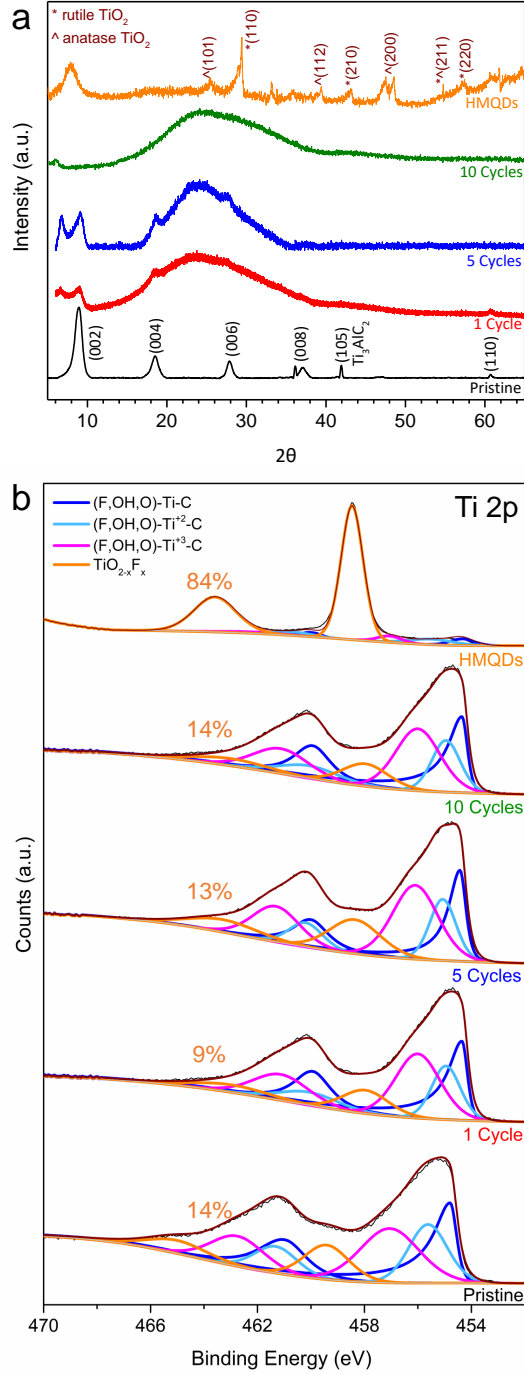 a
* rutile TiO2
^ anatase TiO2
^(101)
*(110)
^(112)
*(210)
^(200)
*^(211)
*(220)
HMQDs
10 Cycles
5 Cycles
1 Cycle
(002)
(004)
(006)
(008)
(105)
Ti3AlC2
(110)
Pristine
Intensity (a.u.)
10 20 30 40 50 60
2θ
b
Ti 2p
(F,OH,O)-Ti-C
(F,OH,O)-Ti+2-C
(F,OH,O)-Ti+3-C
TiO2-xFx
84%
HMQDs
14%
10 Cycles
13%
5 Cycles
9%
1 Cycle
14%
Pristine
Counts (a.u.)
470 466 462 458 454
Binding Energy (eV)